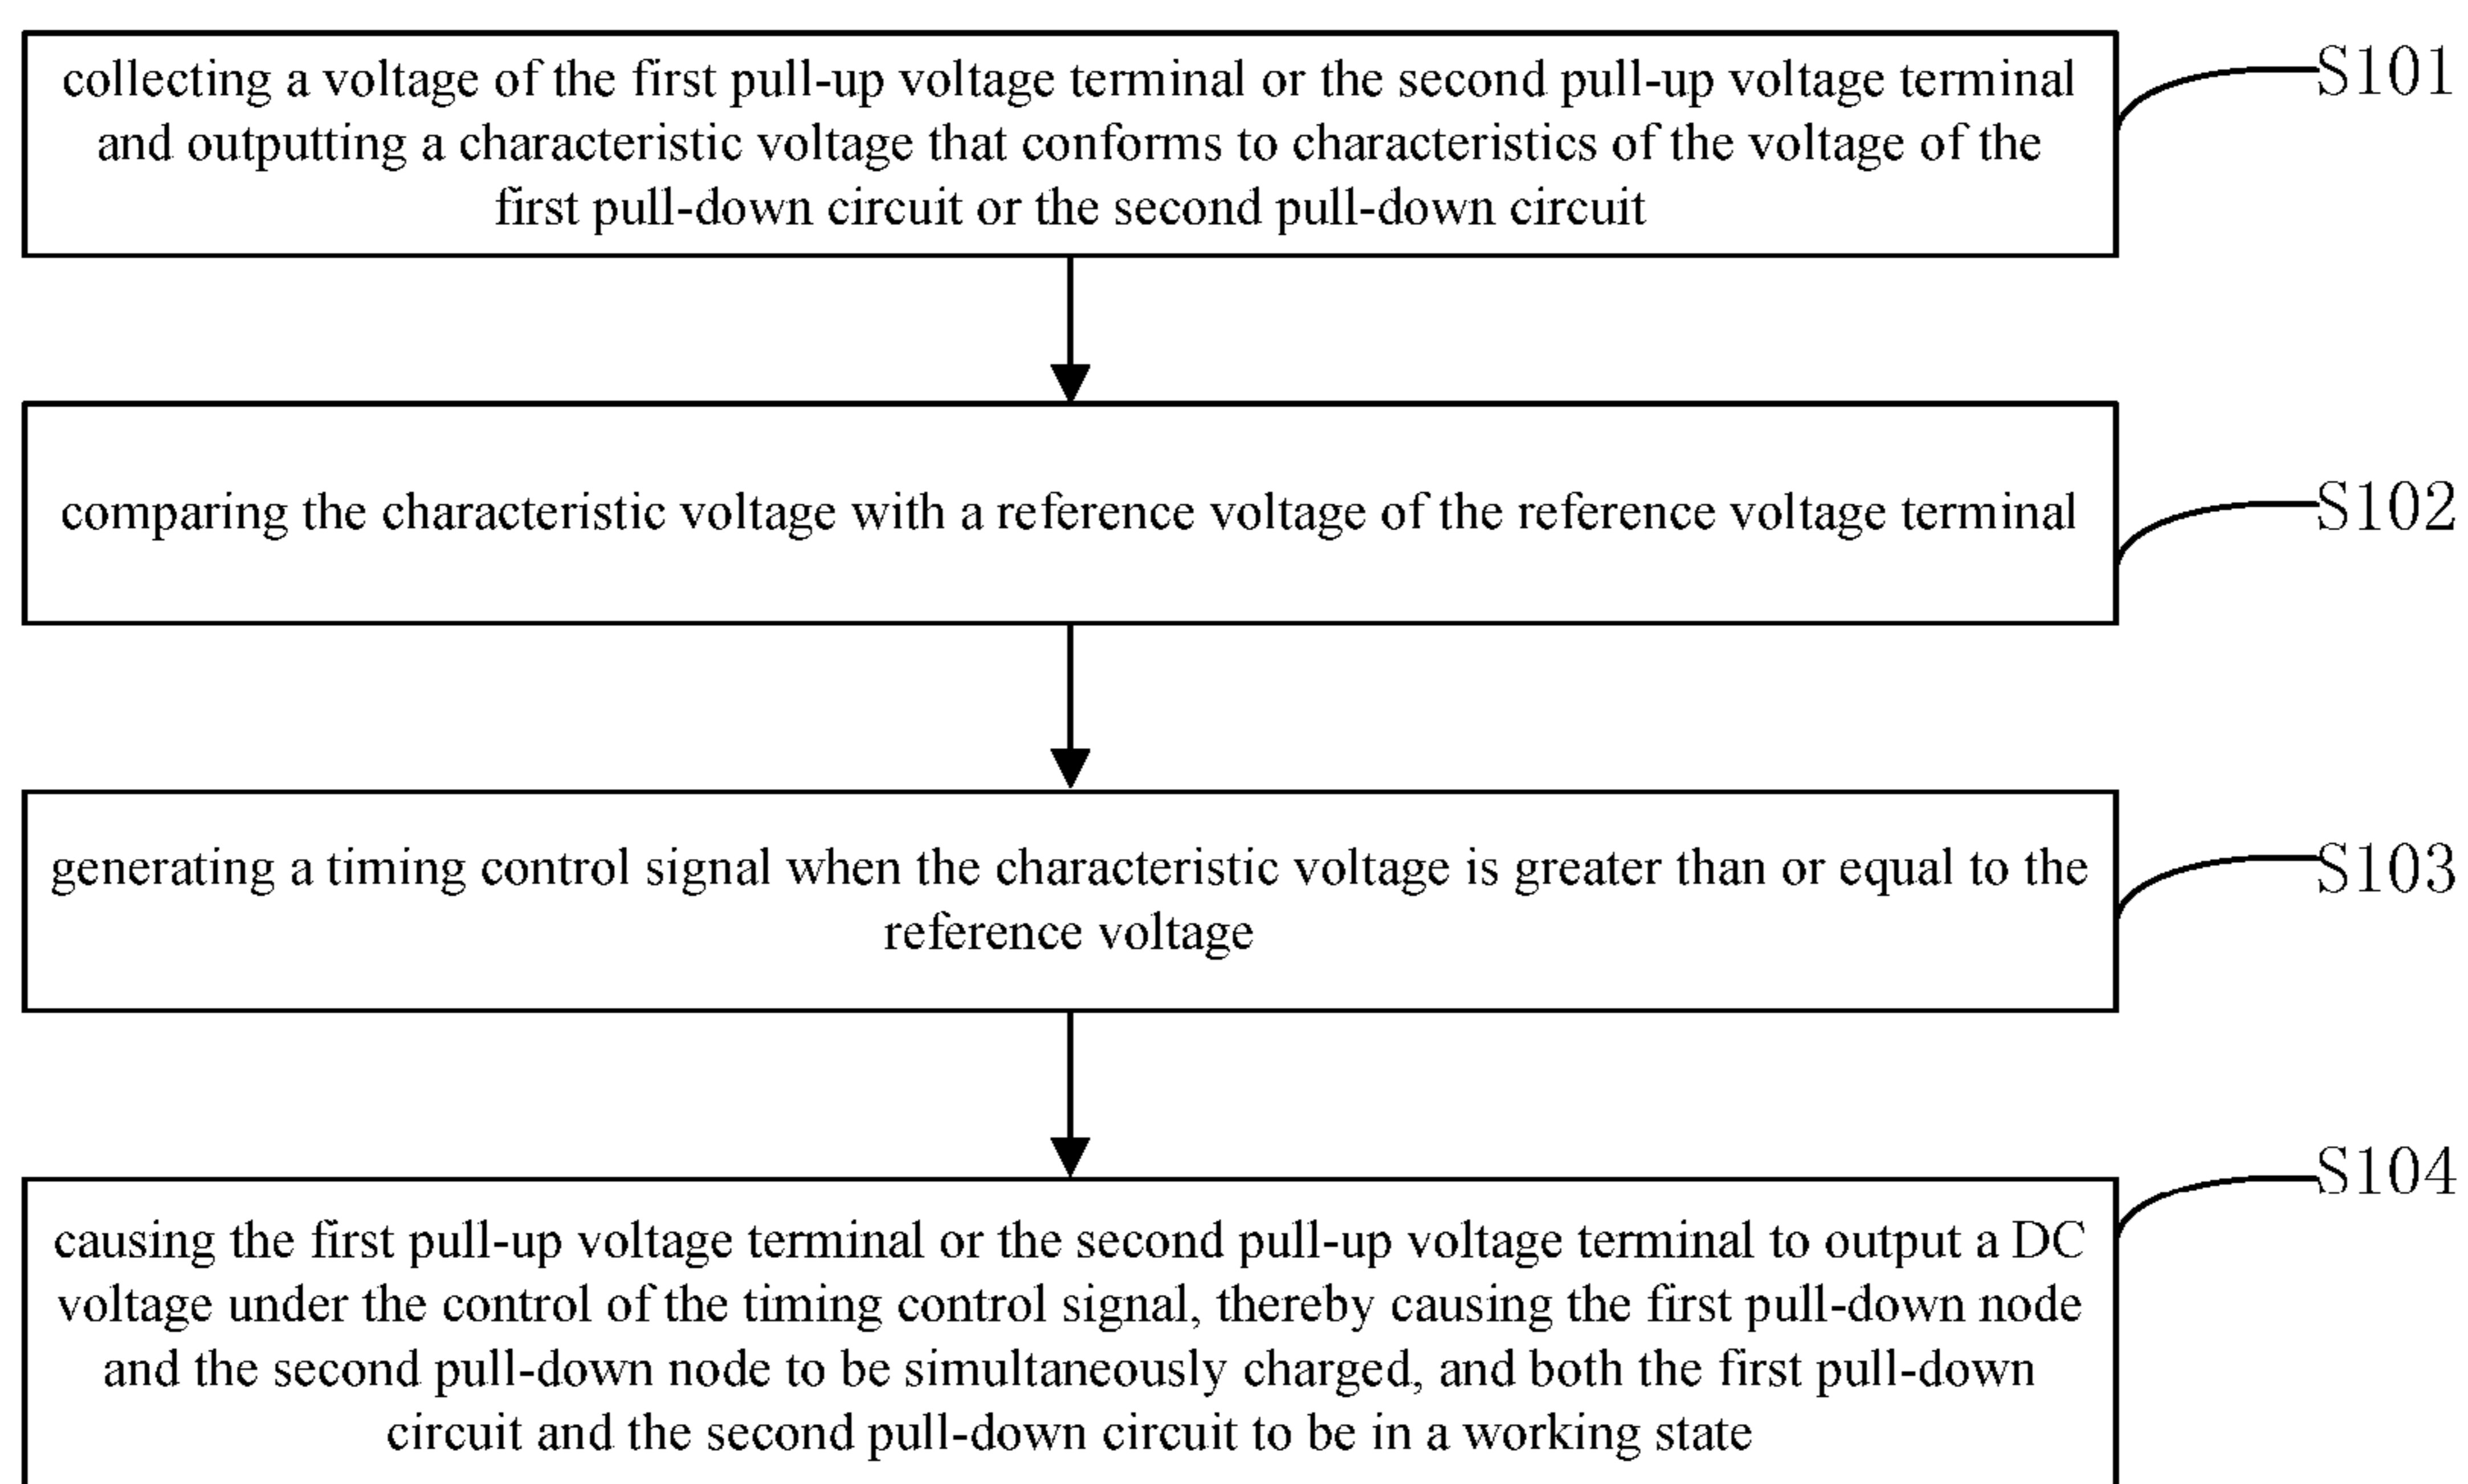 collecting a voltage of the first pull-up voltage terminal or the second pull-up voltage terminal
and outputting a characteristic voltage that conforms to characteristics of the voltage of the
first pull-down circuit or the second pull-down circuit
S101
comparing the characteristic voltage with a reference voltage of the reference voltage terminal
S102
generating a timing control signal when the characteristic voltage is greater than or equal to the
reference voltage
S103
causing the first pull-up voltage terminal or the second pull-up voltage terminal to output a DC
voltage under the control of the timing control signal, thereby causing the first pull-down node
and the second pull-down node to be simultaneously charged, and both the first pull-down
circuit and the second pull-down circuit to be in a working state
S104